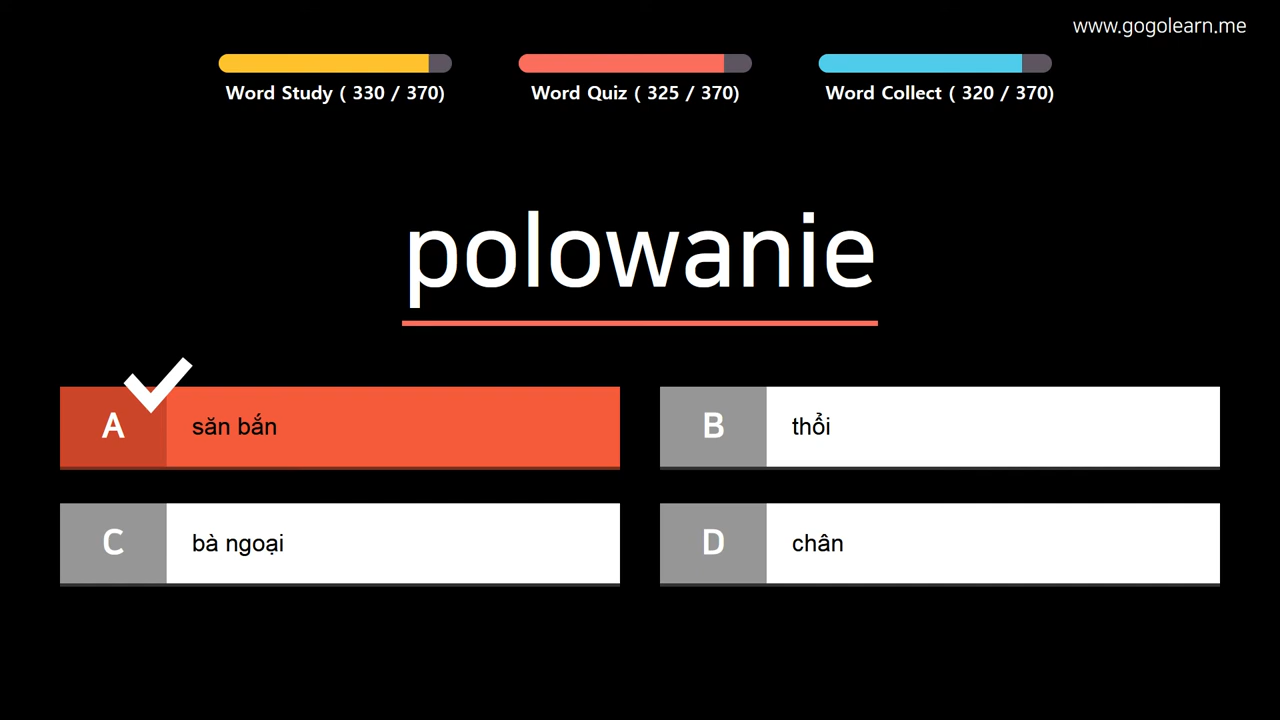 www.gogolearn.me
Word Study ( 330 / 370)
Word Quiz ( 325 / 370)
Word Collect ( 320 / 370)
polowanie
A
săn bắn
B
thổi
C
bà ngoại
D
chân